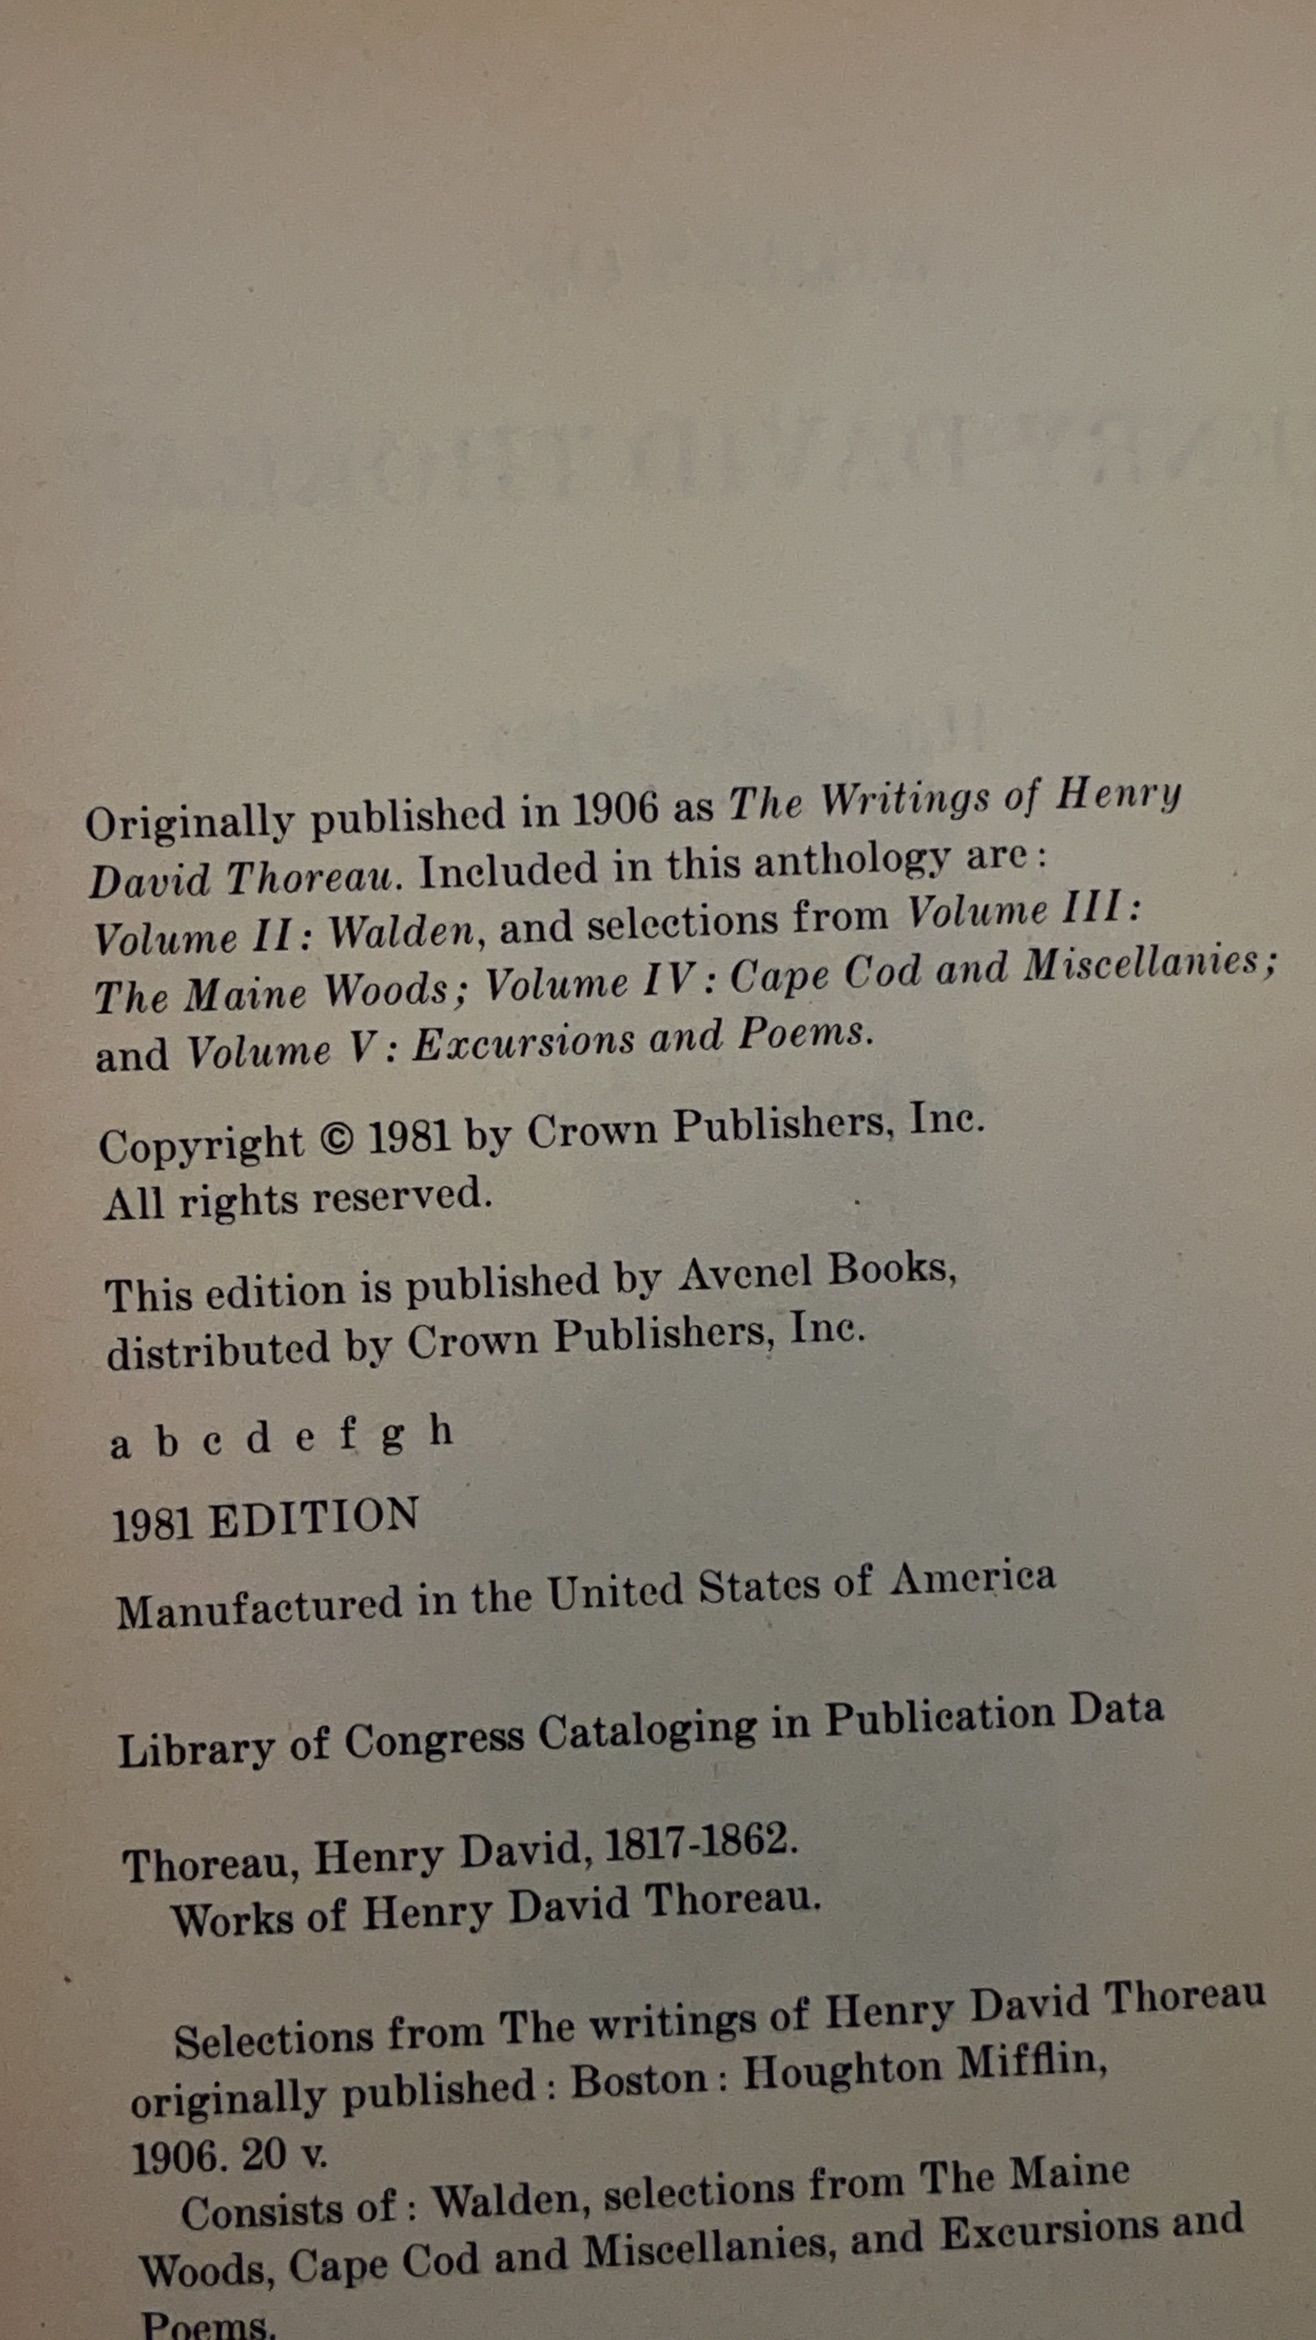 Originally published in 1906 as The Writings of Henry
David Thoreau. Included in this anthology are:
Volume II: Walden, and selections from Volume III:
The Maine Woods; Volume IV: Cape Cod and Miscellanies;
and Volume V: Excursions and Poems.
Copyright © 1981 by Crown Publishers, Inc.
All rights reserved.
This edition is published by Avenel Books,
distributed by Crown Publishers, Inc.
a b c d e f g h
1981 EDITION
Manufactured in the United States of America
Library of Congress Cataloging in Publication Data
Thoreau, Henry David, 1817-1862.
Works of Henry David Thoreau.
Selections from The writings of Henry David Thoreau
originally published: Boston: Houghton Mifflin,
1906. 20 v.
Consists of: Walden, selections from The Maine
Woods, Cape Cod and Miscellanies, and Excursions and
Poems.